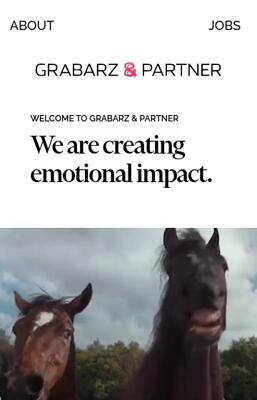 ABOUT JOBS
GRABARZ & PARTNER
WELCOME TO GRABARZ & PARTNER
We are creating
emotional impact.